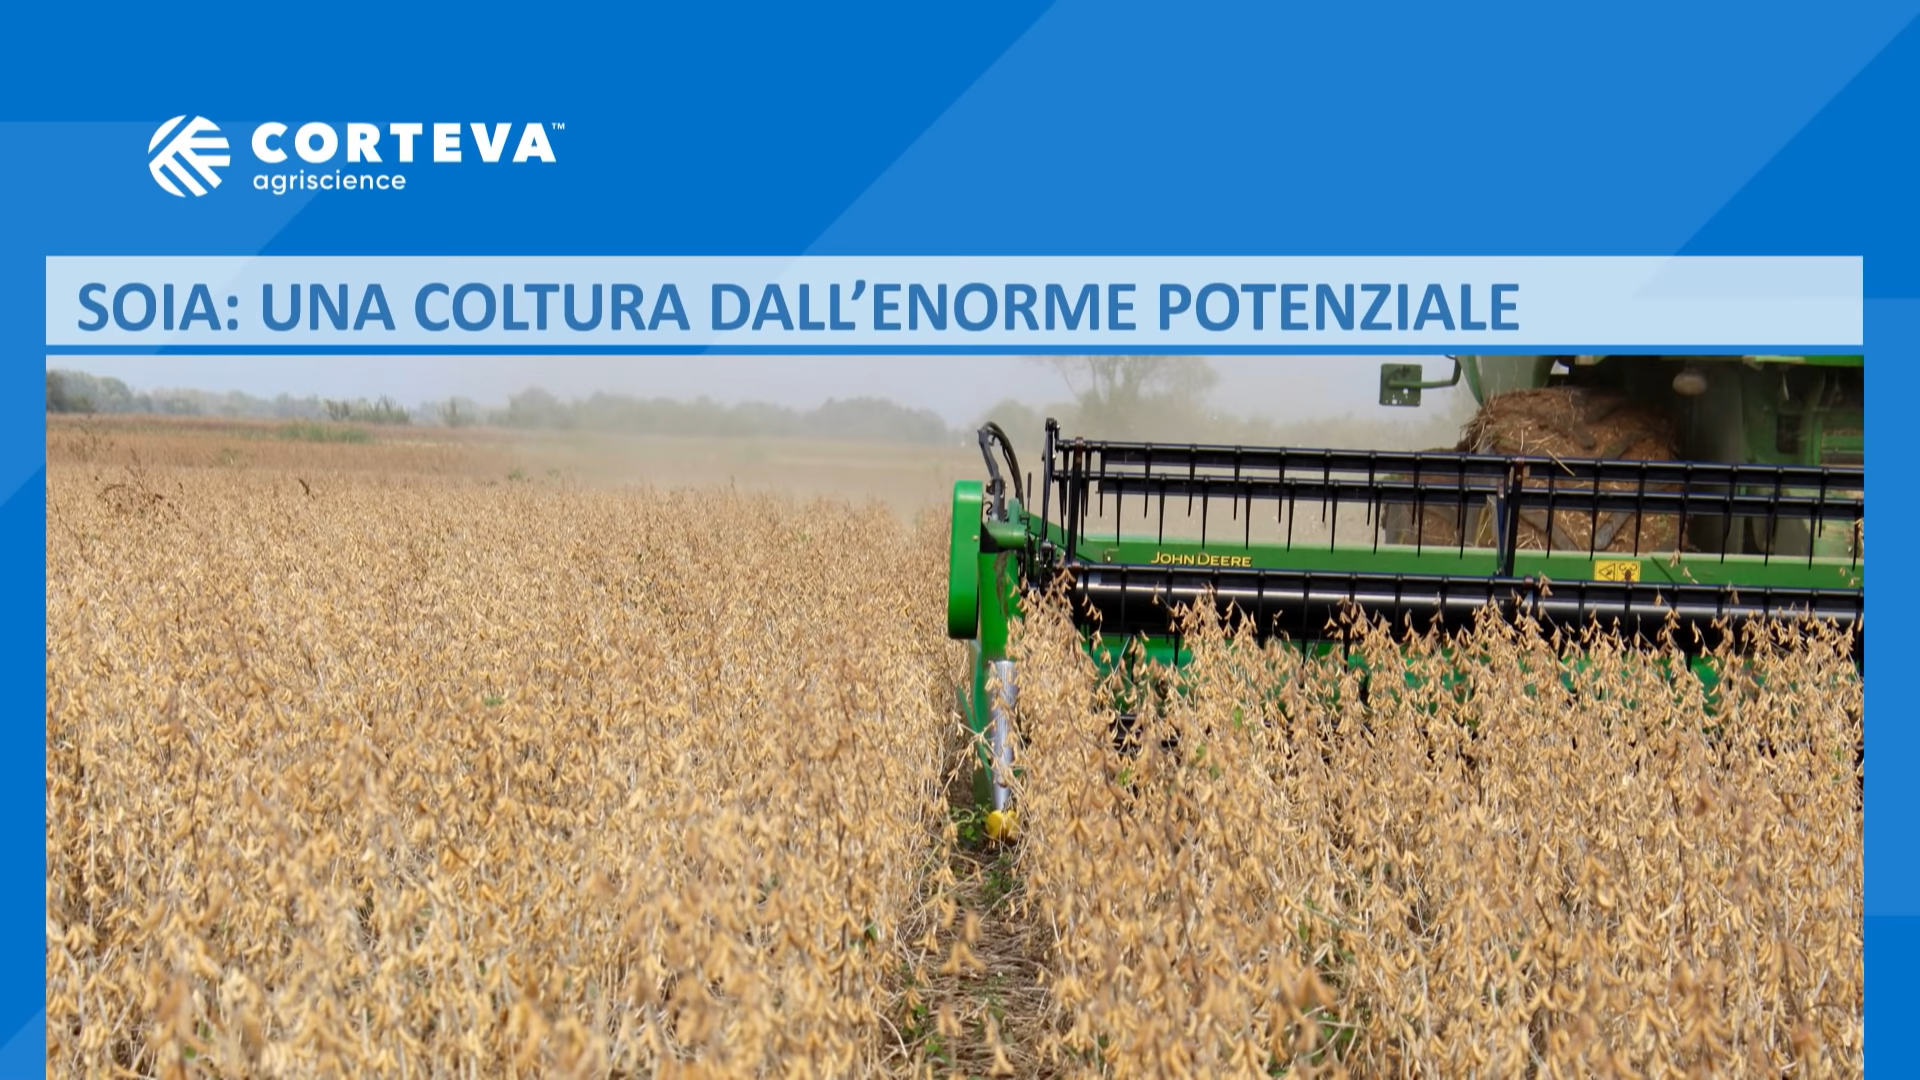 CORTEVA™
agriscience
SOIA: UNA COLTURA DALL’ENORME POTENZIALE
JOHN DEERE